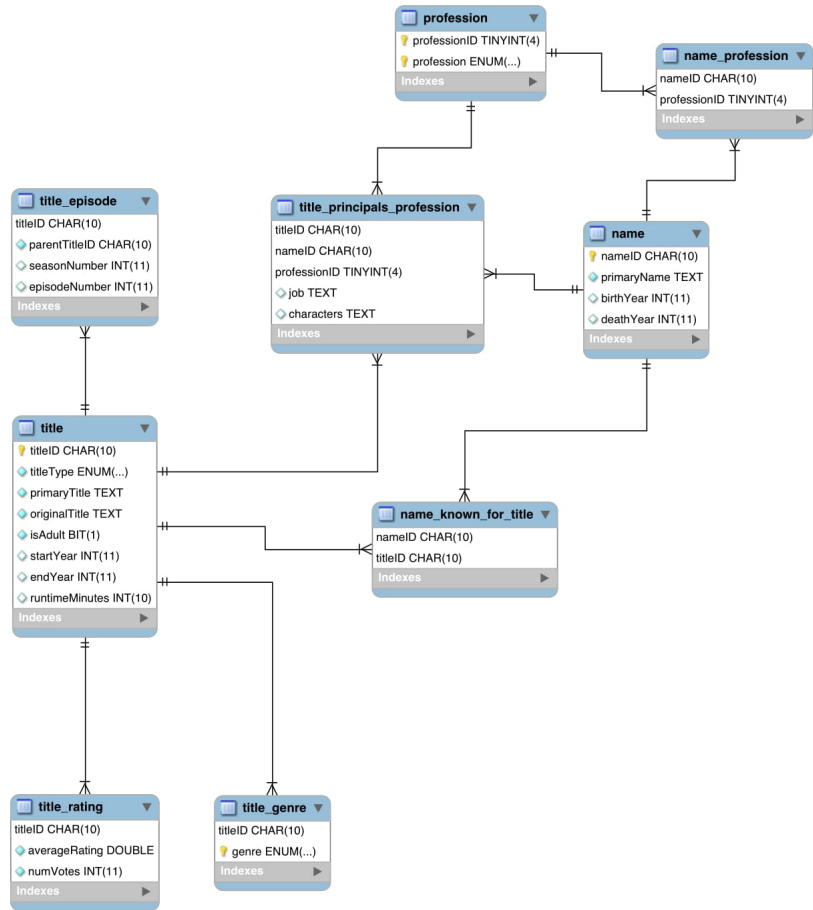 profession
professionID TINYINT(4)
profession ENUM(...)
Indexes
name_profession
nameID CHAR(10)
professionID TINYINT(4)
Indexes
title_episode
titleID CHAR(10)
parentTitleID CHAR(10)
seasonNumber INT(11)
episodeNumber INT(11)
Indexes
title_principals_profession
titleID CHAR(10)
nameID CHAR(10)
professionID TINYINT(4)
job TEXT
characters TEXT
Indexes
name
nameID CHAR(10)
primaryName TEXT
birthYear INT(11)
deathYear INT(11)
Indexes
title
titleID CHAR(10)
titleType ENUM(...)
primaryTitle TEXT
originalTitle TEXT
isAdult BIT(1)
startYear INT(11)
endYear INT(11)
runtimeMinutes INT(10)
Indexes
name_known_for_title
nameID CHAR(10)
titleID CHAR(10)
Indexes
title_rating
titleID CHAR(10)
averageRating DOUBLE
numVotes INT(11)
Indexes
title_genre
titleID CHAR(10)
genre ENUM(...)
Indexes